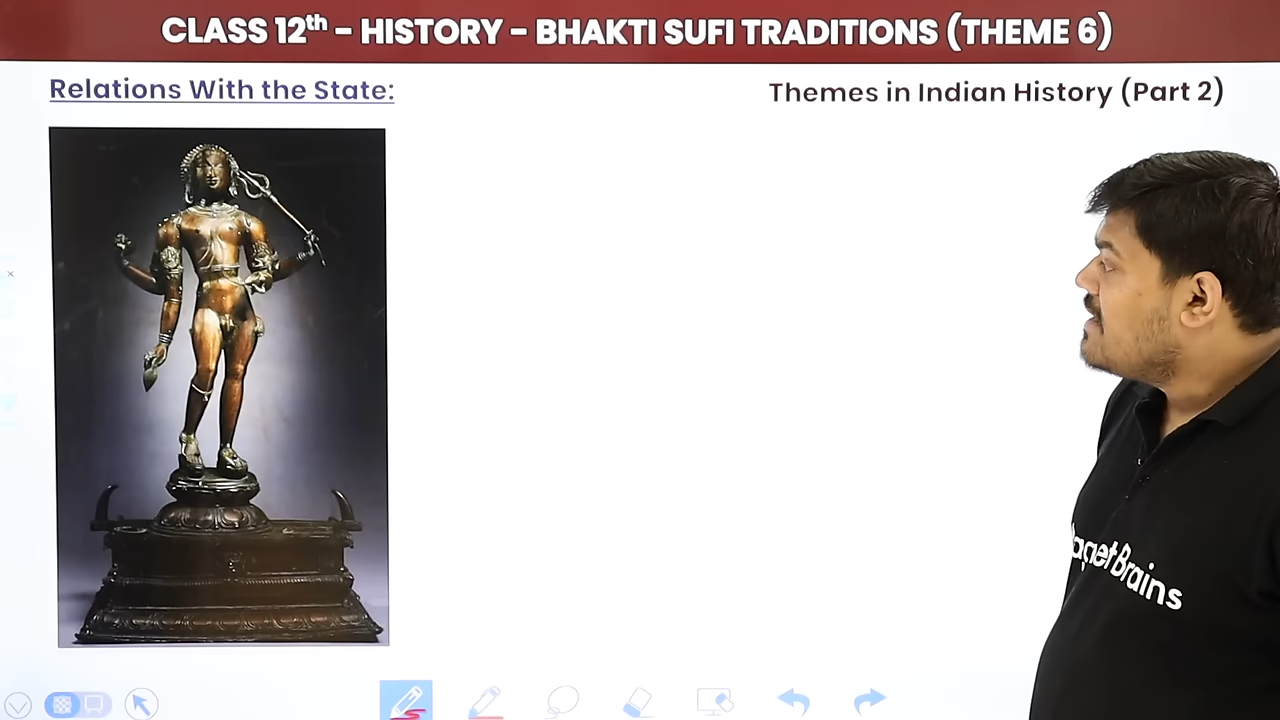 CLASS 12th - HISTORY - BHAKTI SUFI TRADITIONS (THEME 6)
Relations With the State:
Themes in Indian History (Part 2)
Brains